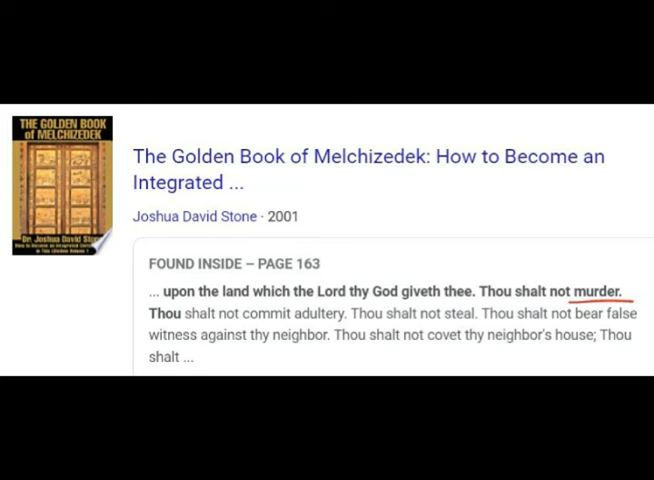 THE GOLDEN BOOK
of MELCHIZEDEK
Dr. Joshua David Stone
The Golden Book of Melchizedek: How to Become an
Integrated ...
Joshua David Stone · 2001
FOUND INSIDE – PAGE 163
... upon the land which the Lord thy God giveth thee. Thou shalt not murder.
Thou shalt not commit adultery. Thou shalt not steal. Thou shalt not bear false
witness against thy neighbor. Thou shalt not covet thy neighbor's house; Thou
shalt ...